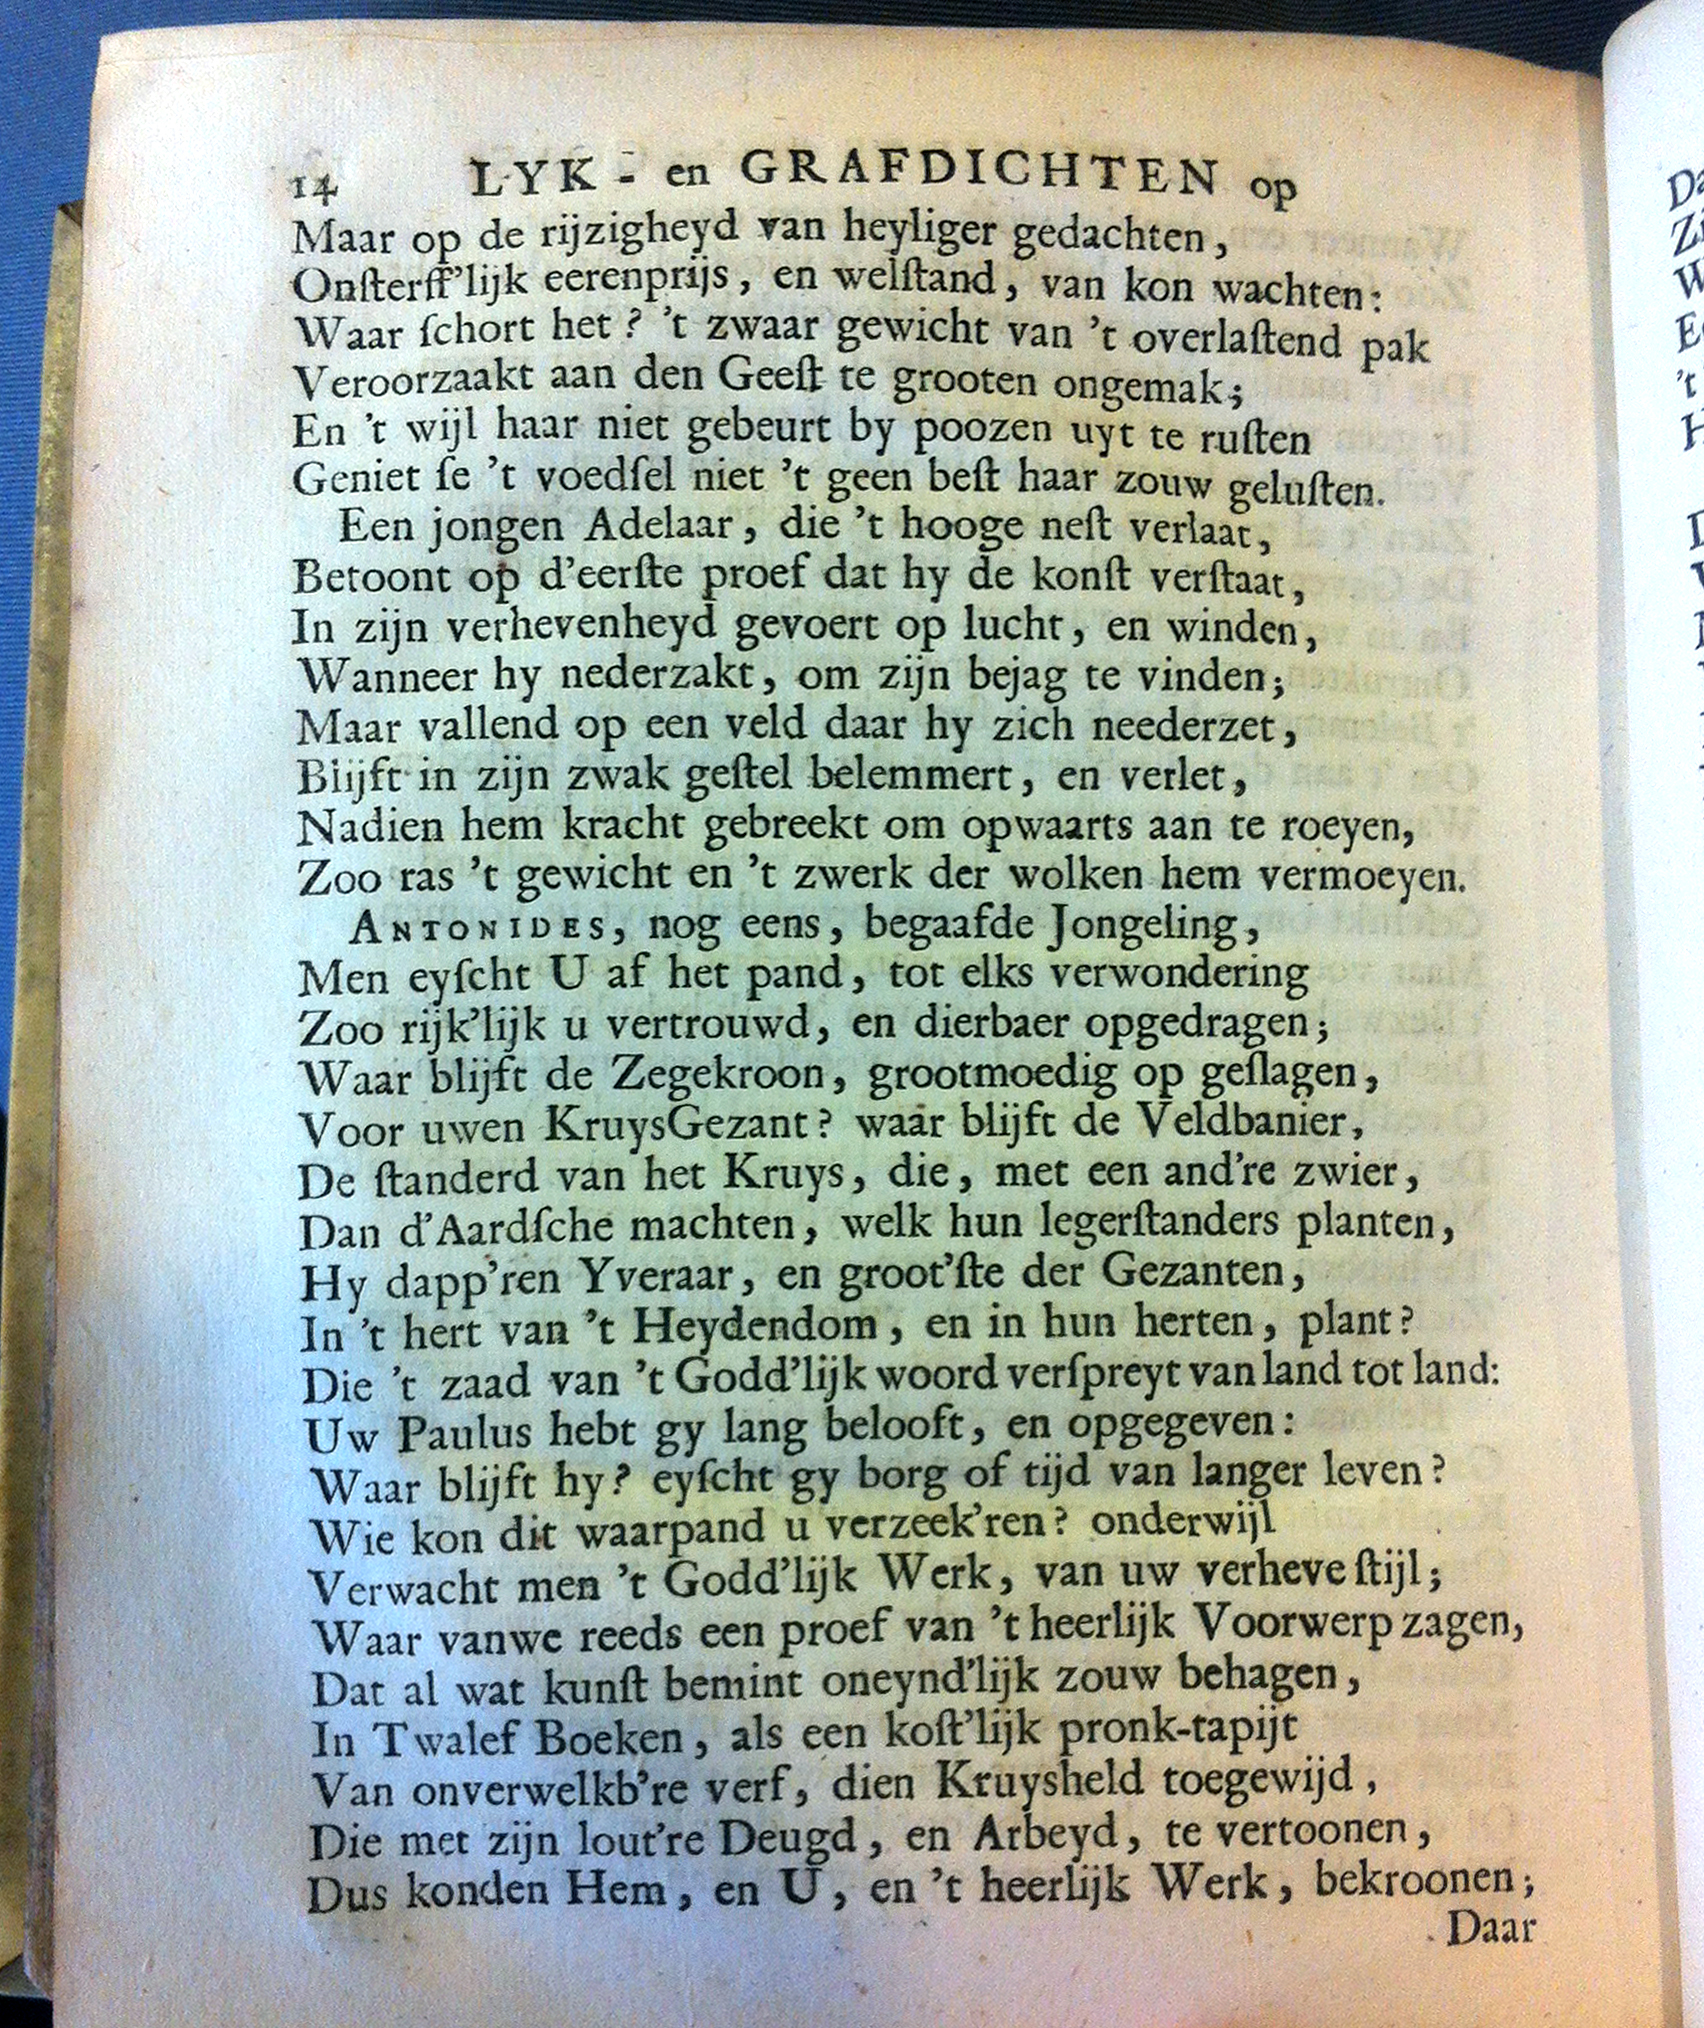 14 LYK - en GRAFDICHTEN op
Maar op de rijzigheyd van heyliger gedachten,
Onſterff'lijk eerenprijs, en welſtand, van kon wachten:
Waar ſchort het? 't zwaar gewicht van 't overlaſtend pak
Veroorzaakt aan den Geeſt te grooten ongemak;
En 't wijl haar niet gebeurt by poozen uyt te ruſten
Geniet ſe 't voedſel niet 't geen beſt haar zouw geluſten.
Een jongen Adelaar, die 't hooge neſt verlaat,
Betoont op d'eerſte proef dat hy de konſt verſtaat,
In zijn verhevenheyd gevoert op lucht, en winden,
Wanneer hy nederzakt, om zijn bejag te vinden;
Maar vallend op een veld daar hy zich neederzet,
Blijft in zijn zwak geſtel belemmert, en verlet,
Nadien hem kracht gebreekt om opwaarts aan te roeyen,
Zoo ras 't gewicht en 't zwerk der wolken hem vermoeyen.
ANTONIDES, nog eens, begaafde Jongeling,
Men eyſcht U af het pand, tot elks verwondering
Zoo rijk'lijk u vertrouwd, en dierbaer opgedragen;
Waar blijft de Zegekroon, grootmoedig op geſlagen,
Voor uwen KruysGezant? waar blijft de Veldbanier,
De ſtanderd van het Kruys, die, met een and're zwier,
Dan d'Aardſche machten, welk hun legerſtanders planten,
Hy dapp'ren Yveraar, en groot'ſte der Gezanten,
In 't hert van 't Heydendom, en in hun herten, plant?
Die 't zaad van 't Godd'lijk woord verſpreyt van land tot land:
Uw Paulus hebt gy lang belooft, en opgegeven:
Waar blijft hy? eyſcht gy borg of tijd van langer leven?
Wie kon dit waarpand u verzeek'ren? onderwijl
Verwacht men 't Godd'lijk Werk, van uw verheve ſtijl;
Waar vanwe reeds een proef van 't heerlijk Voorwerp zagen,
Dat al wat kunſt bemint oneynd'lijk zouw behagen,
In Twalef Boeken, als een koſt'lijk pronk-tapijt
Van onverwelkb're verf, dien Kruysheld toegewijd,
Die met zijn lout're Deugd, en Arbeyd, te vertoonen,
Dus konden Hem, en U, en 't heerlijk Werk, bekroonen;
Daar